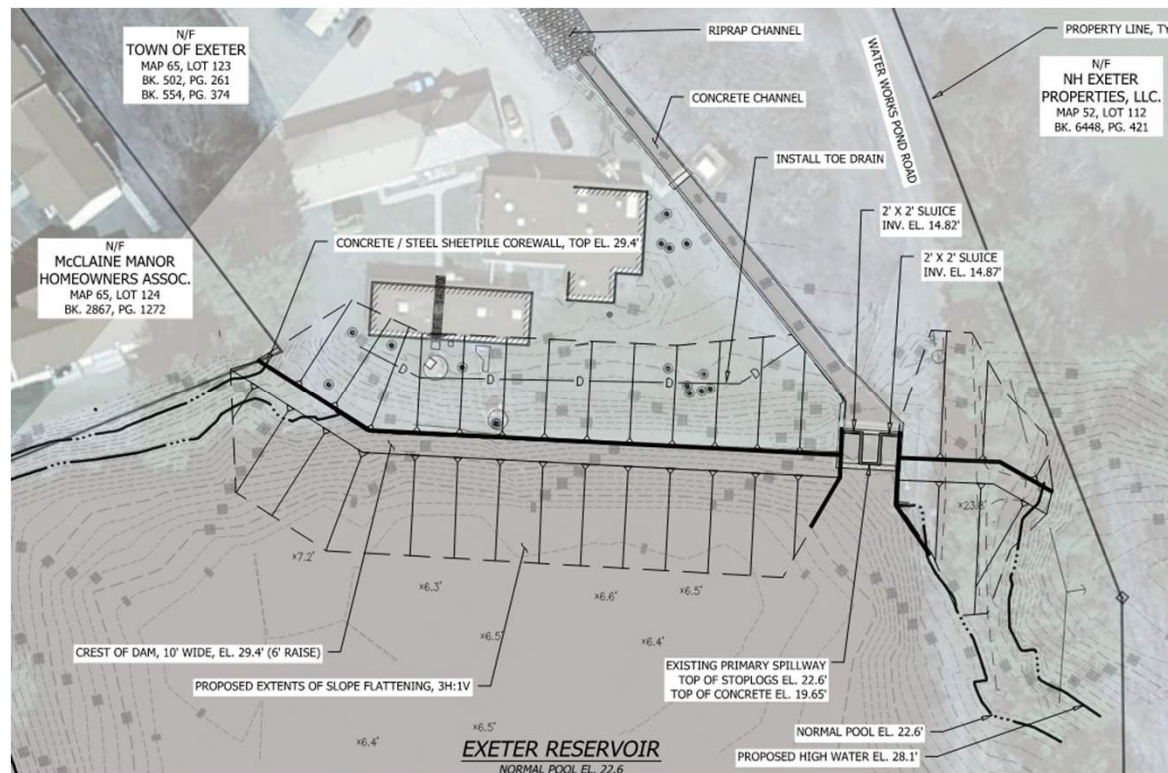 N/F
TOWN OF EXETER
MAP 65, LOT 123
BK. 502, PG. 261
BK. 554, PG. 374
RIPRAP CHANNEL
PROPERTY LINE, TY
N/F
NH EXETER
PROPERTIES, LLC.
MAP 52, LOT 112
BK. 6448, PG. 421
WATER WORKS POND ROAD
CONCRETE CHANNEL
INSTALL TOE DRAIN
2' X 2' SLUICE
INV. EL. 14.82'
2' X 2' SLUICE
INV. EL. 14.87'
N/F
McCLAINE MANOR
HOMEOWNERS ASSOC.
MAP 65, LOT 124
BK. 2867, PG. 1272
CONCRETE / STEEL SHEETPILE COREWALL, TOP EL. 29.4'
D
D
D
D
D
x23.8'
x7.2'
x6.3'
x6.6'
x6.5'
x6.5'
x6.4'
CREST OF DAM, 10' WIDE, EL. 29.4' (6' RAISE)
PROPOSED EXTENTS OF SLOPE FLATTENING, 3H:1V
EXISTING PRIMARY SPILLWAY
TOP OF STOPLOGS EL. 22.6'
TOP OF CONCRETE EL. 19.65'
x6.5'
x6.4'
NORMAL POOL EL. 22.6'
PROPOSED HIGH WATER EL. 28.1'
EXETER RESERVOIR
NORMAL POOL EL. 22.6